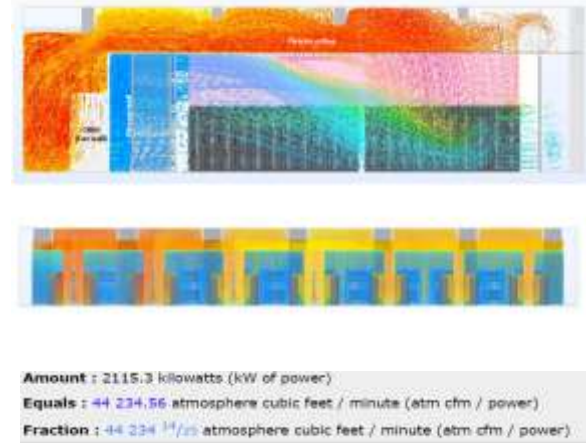 Amount : 2115.3 kilowatts (kW of power)
Equals : 44 234.56 atmosphere cubic feet / minute (atm cfm / power)
Fraction : 44 234 14/25 atmosphere cubic feet / minute (atm cfm / power)